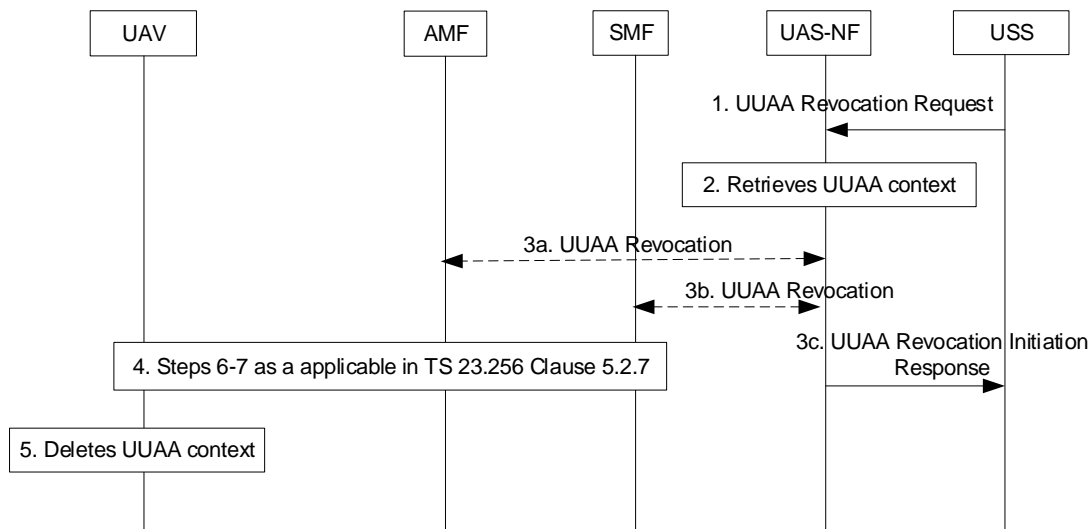 UAV AMF SMF UAS-NF USS
1. UUAA Revocation Request
2. Retrieves UUAA context
3a. UUAA Revocation
3b. UUAA Revocation
3c. UUAA Revocation Initiation
Response
4. Steps 6-7 as a applicable in TS 23.256 Clause 5.2.7
5. Deletes UUAA context